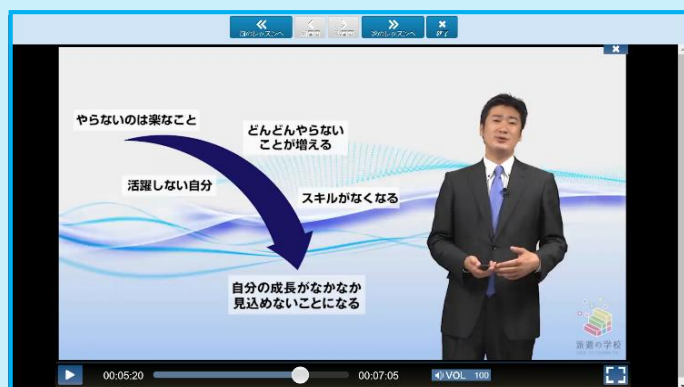 前のレッスンへ
次のレッスンへ
終了
やらないのは楽なこと
どんどんやらない
ことが増える
活躍しない自分
スキルがなくなる
自分の成長がなかなか
見込めないことになる
派遣の学校
00:05:20
00:07:05
VOL 100